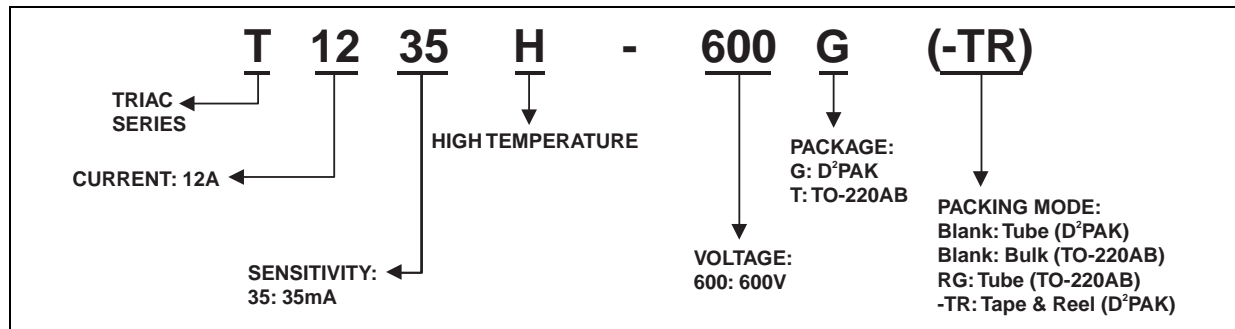 T 12 35 H - 600 G (-TR)
TRIAC
SERIES
CURRENT: 12A
SENSITIVITY:
35: 35mA
HIGH TEMPERATURE
VOLTAGE:
600: 600V
PACKAGE:
G: D²PAK
T: TO-220AB
PACKING MODE:
Blank: Tube (D²PAK)
Blank: Bulk (TO-220AB)
RG: Tube (TO-220AB)
-TR: Tape & Reel (D²PAK)